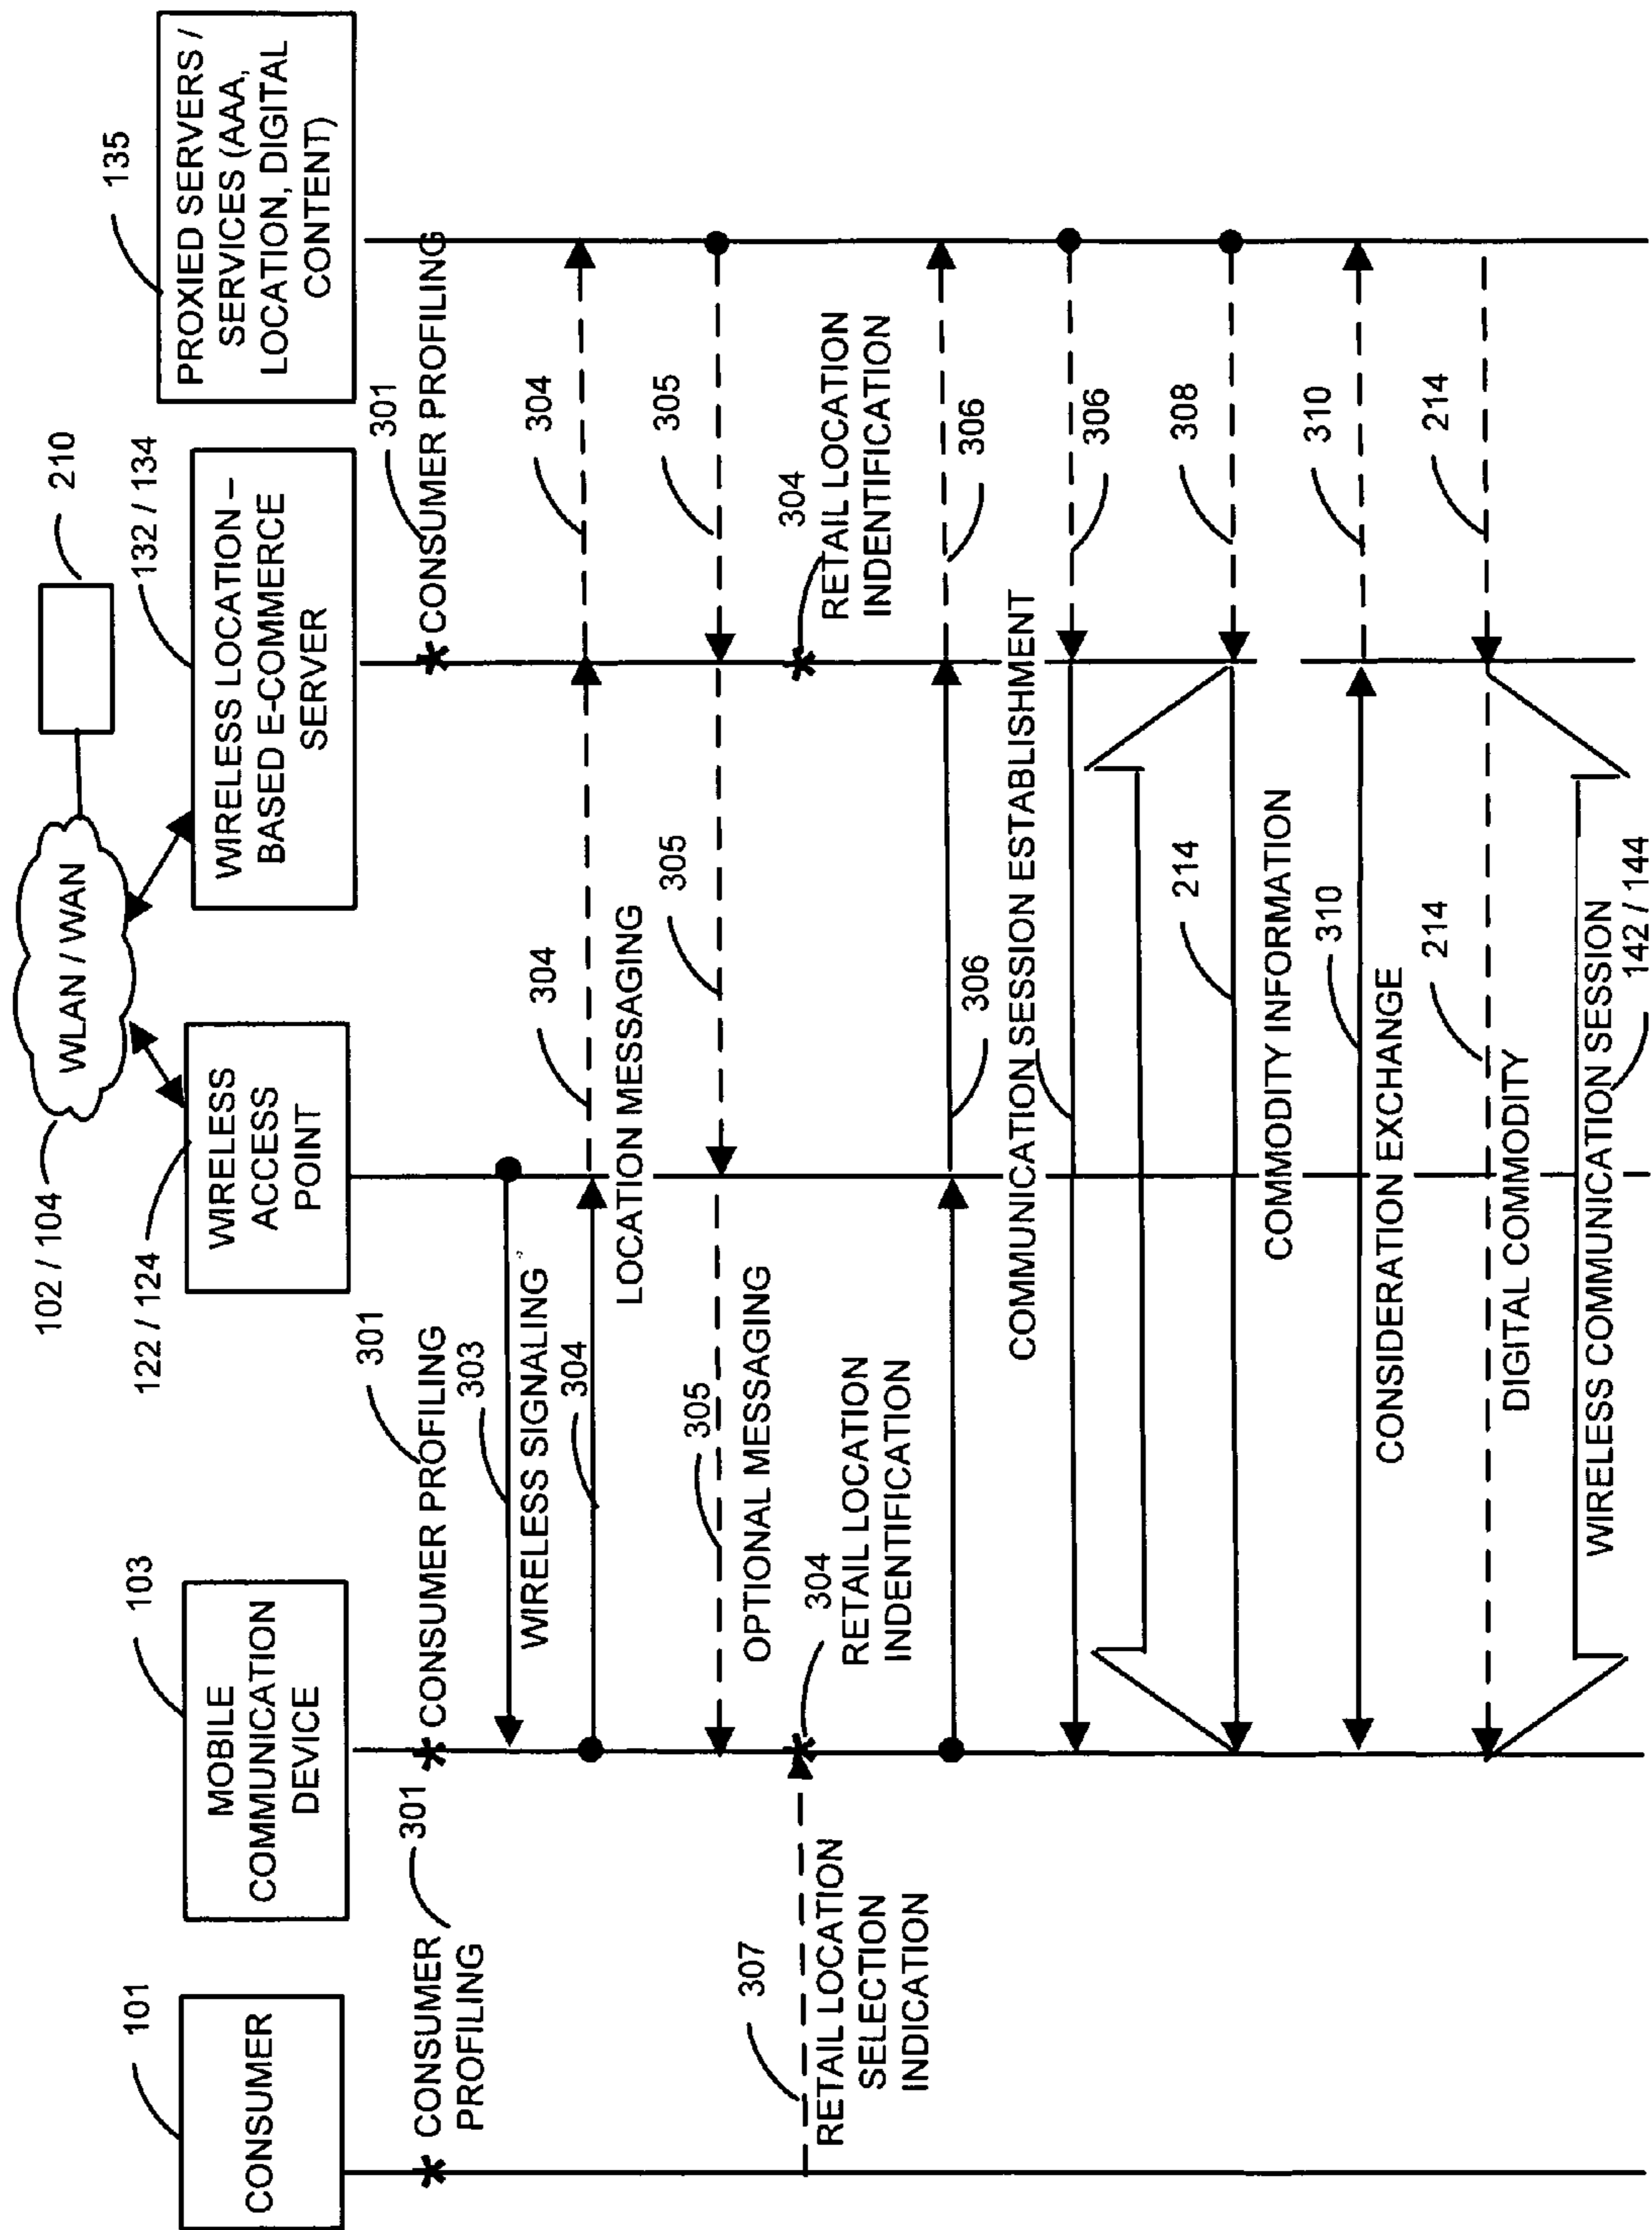 101
CONSUMER
103
MOBILE
COMMUNICATION
DEVICE
102 / 104
WLAN / WAN
210
122 / 124
WIRELESS
ACCESS
POINT
132 / 134
WIRELESS LOCATION –
BASED E-COMMERCE
SERVER
135
PROXIED SERVERS /
SERVICES (AAA,
LOCATION, DIGITAL
CONTENT)
301
CONSUMER
PROFILING
301
CONSUMER PROFILING
301
CONSUMER PROFILING
303
WIRELESS SIGNALING
304
304
304
LOCATION MESSAGING
305
305
305
OPTIONAL MESSAGING
307
RETAIL LOCATION
SELECTION
INDICATION
304
RETAIL LOCATION
INDENTIFICATION
304
RETAIL LOCATION
INDENTIFICATION
306
306
COMMUNICATION SESSION ESTABLISHMENT
306
214
308
COMMODITY INFORMATION
310
310
CONSIDERATION EXCHANGE
214
214
DIGITAL COMMODITY
WIRELESS COMMUNICATION SESSION
142 / 144